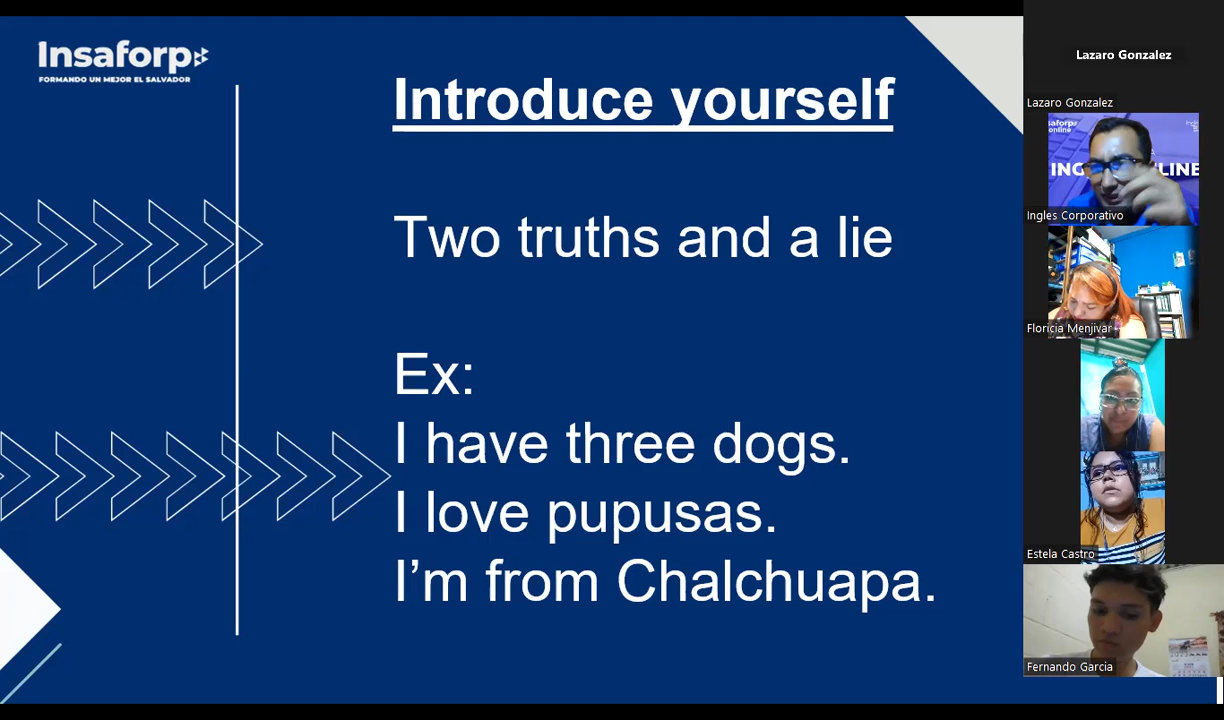 Insaforp
FORMANDO UN MEJOR EL SALVADOR
Introduce yourself
Two truths and a lie
Ex:
I have three dogs.
I love pupusas.
I'm from Chalchuapa.
Lazaro Gonzalez
Lazaro Gonzalez
Ingles Corporativo
Floricia Menjivar
Estela Castro
Fernando Garcia